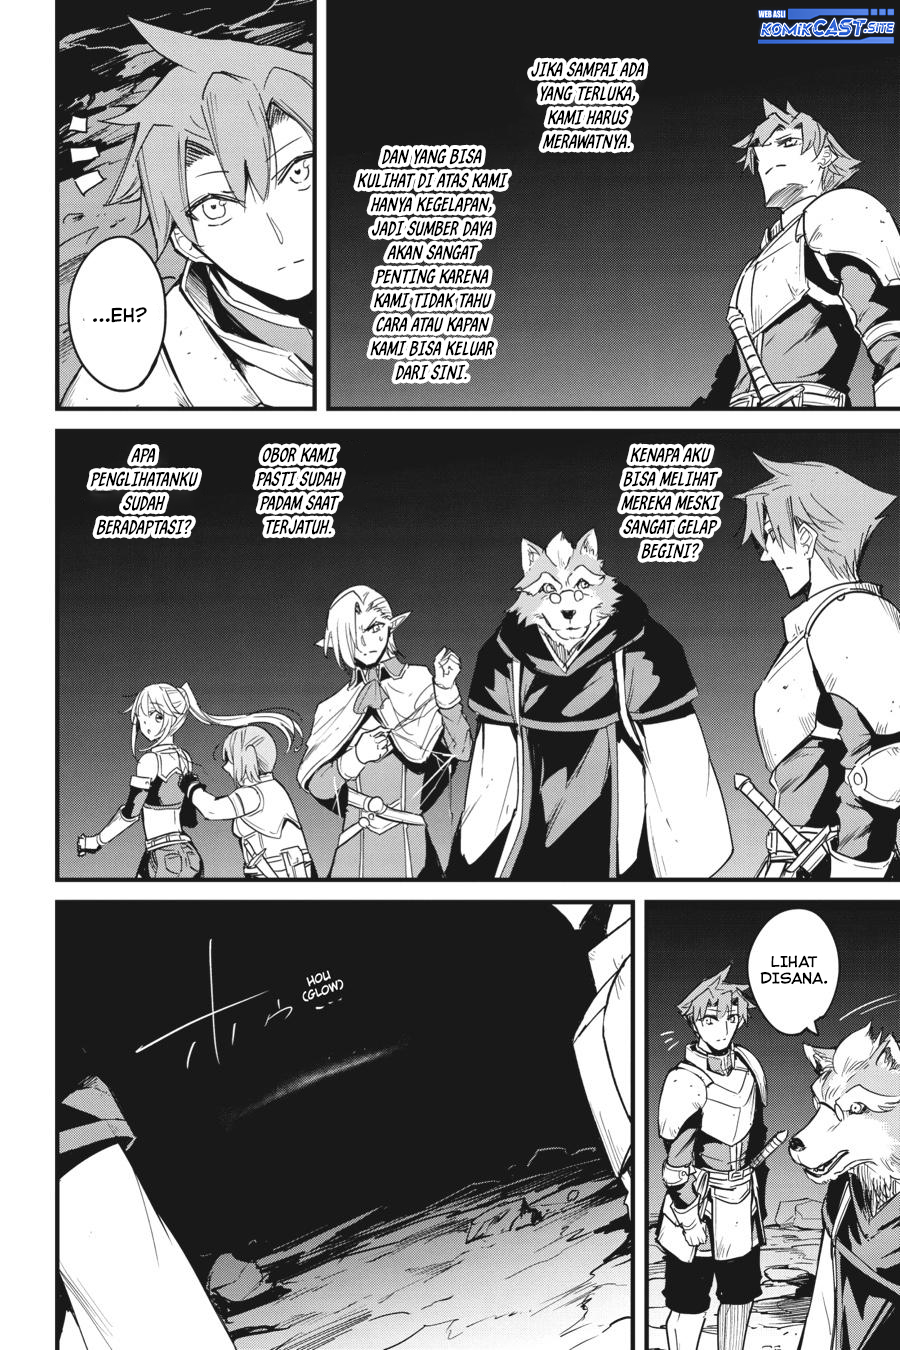 WEB ASLI
KOMIKCAST.SITE
JIKA SAMPAI ADA
YANG TERLUKA,
KAMI HARUS
MERAWATNYA.
DAN YANG BISA
KULIHAT DI ATAS KAMI
HANYA KEGELAPAN,
JADI SUMBER DAYA
AKAN SANGAT
PENTING KARENA
KAMI TIDAK TAHU
CARA ATAU KAPAN
KAMI BISA KELUAR
DARI SINI.
...EH?
KENAPA AKU
BISA MELIHAT
MEREKA MESKI
SANGAT GELAP
BEGINI?
OBOR KAMI
PASTI SUDAH
PADAM SAAT
TERJATUH.
APA
PENGLIHATANKU
SUDAH
BERADAPTASI?
LIHAT
DISANA.
ホゥ
HOU
(GLOW)